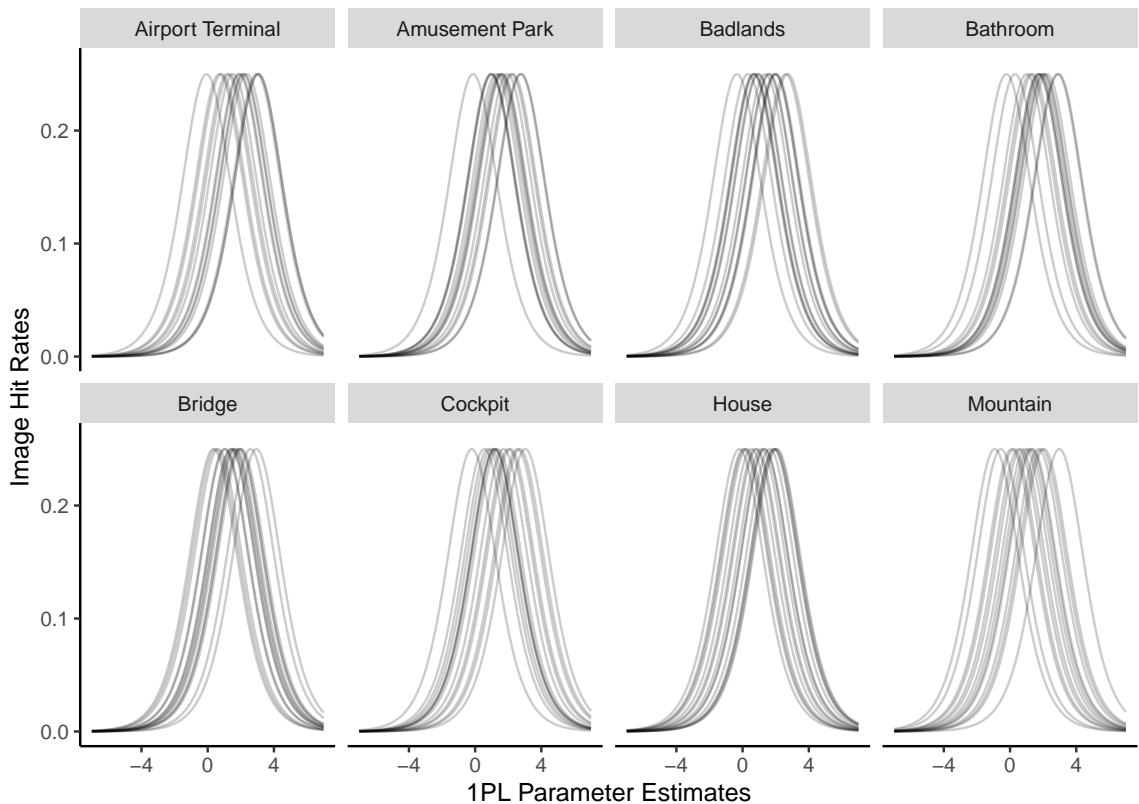 Airport Terminal Amusement Park Badlands Bathroom
0.2
0.1
0.0
Bridge Cockpit House Mountain
0.2
0.1
0.0
−4 0 4 −4 0 4 −4 0 4 −4 0 4
1PL Parameter Estimates
Image Hit Rates